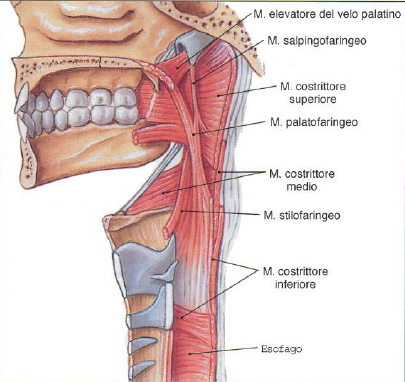 M. elevatore del velo palatino
M. salpingofaringeo
M. costrittore
superiore
M. palatofaringeo
M. costrittore
medio
M. stilofaringeo
M. costrittore
inferiore
Esofago